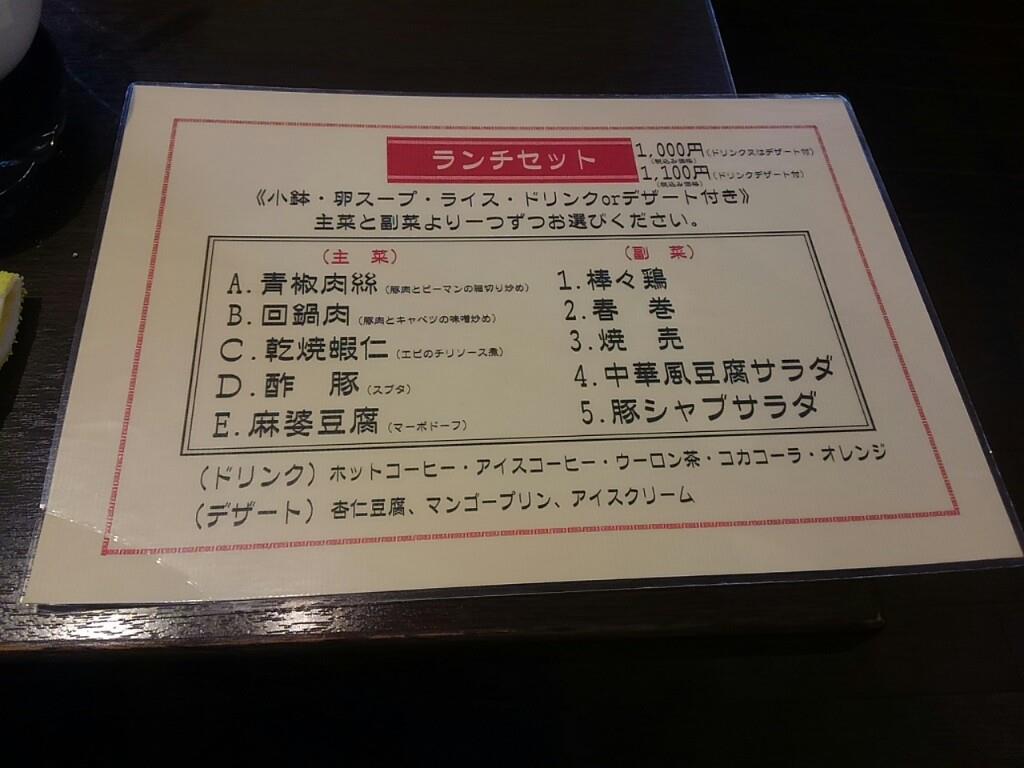 ランチセット
1,000円(ドリンク又はデザート付)
(税込み価格)
1,100円(ドリンクデザート付)
(税込み価格)
《小鉢・卵スープ・ライス・ドリンクorデザート付き》
主菜と副菜より一つずつお選びください。
(主 菜)
A.青椒肉絲(豚肉とピーマンの細切り炒め)
B.回鍋肉(豚肉とキャベツの味噌炒め)
C.乾焼蝦仁(エビのチリソース煮)
D.酢 豚(スブタ)
E.麻婆豆腐(マーボドーフ)
(副 菜)
1.棒々鶏
2.春 巻
3.焼 売
4.中華風豆腐サラダ
5.豚シャブサラダ
(ドリンク)ホットコーヒー・アイスコーヒー・ウーロン茶・コカコーラ・オレンジ
(デザート)杏仁豆腐、マンゴープリン、アイスクリーム